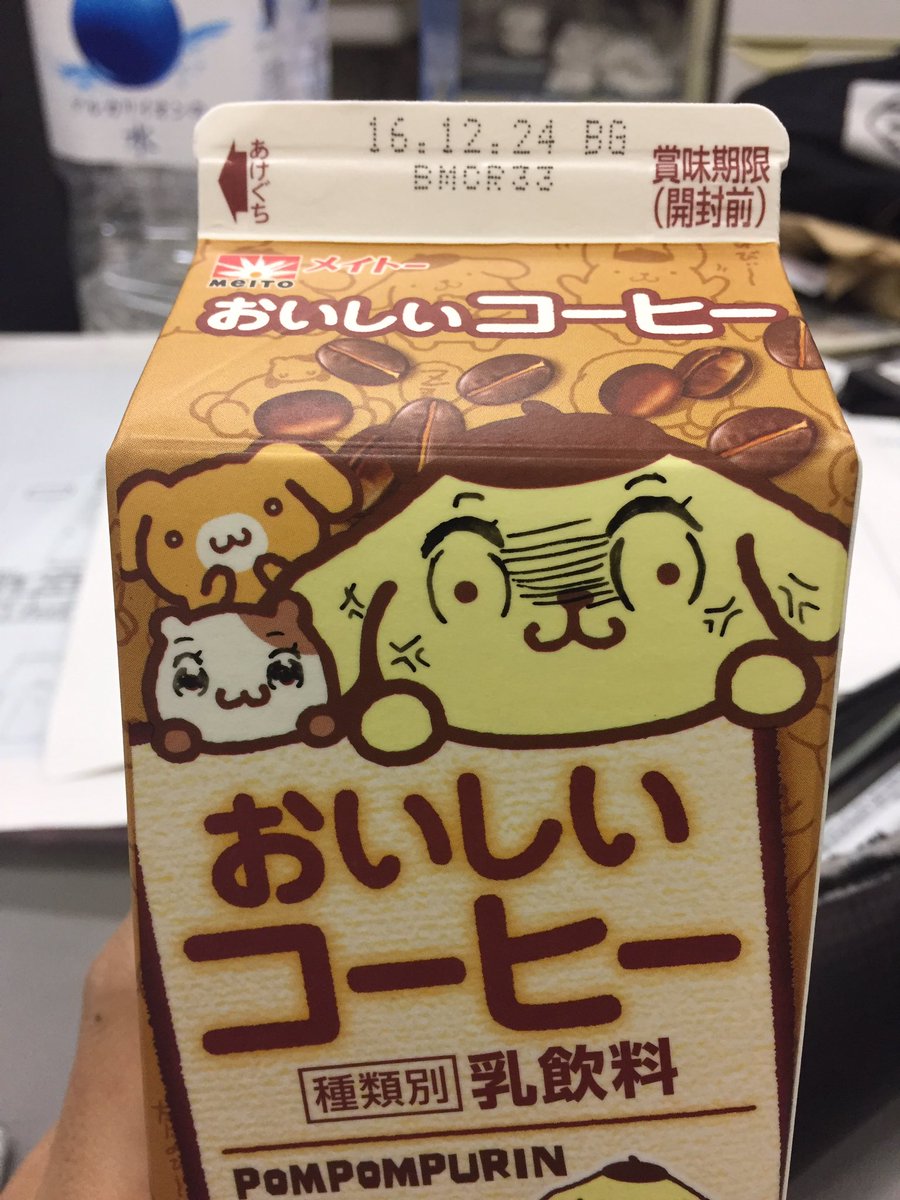 水
16.12.24 BG
BMCR33
あけぐち
賞味期限
(開封前)
MEITO メイトー
おいしいコーヒー
おいしい
コーヒー
種類別 乳飲料
POMPOMPURIN